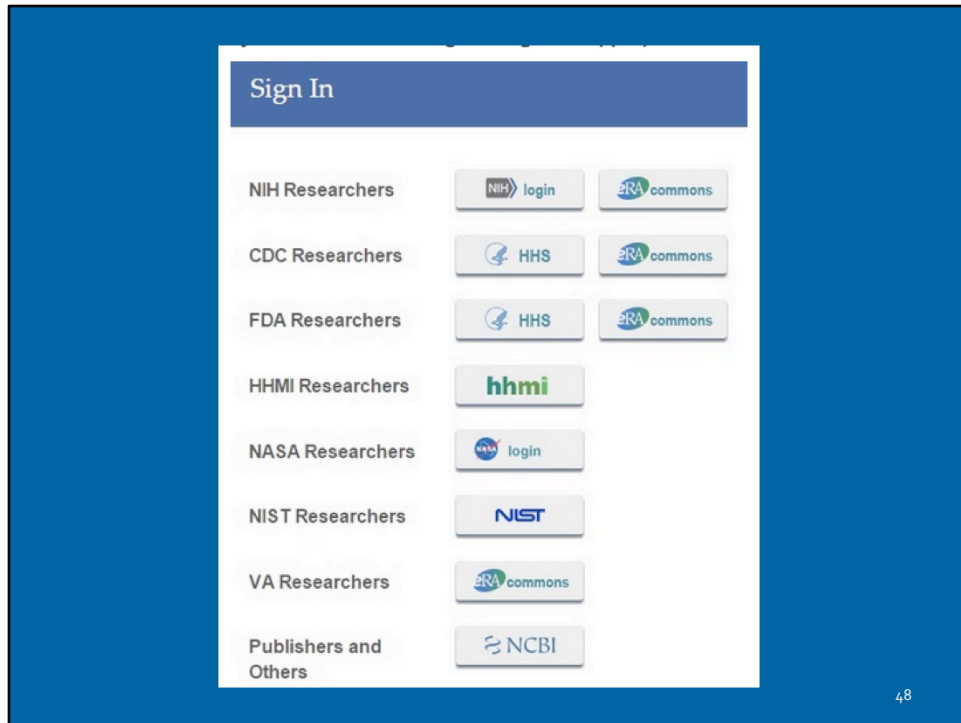 Sign In
NIH Researchers NIH login eRA commons
CDC Researchers HHS eRA commons
FDA Researchers HHS eRA commons
HHMI Researchers hhmi
NASA Researchers NASA login
NIST Researchers NIST
VA Researchers eRA commons
Publishers and NCBI
Others
48